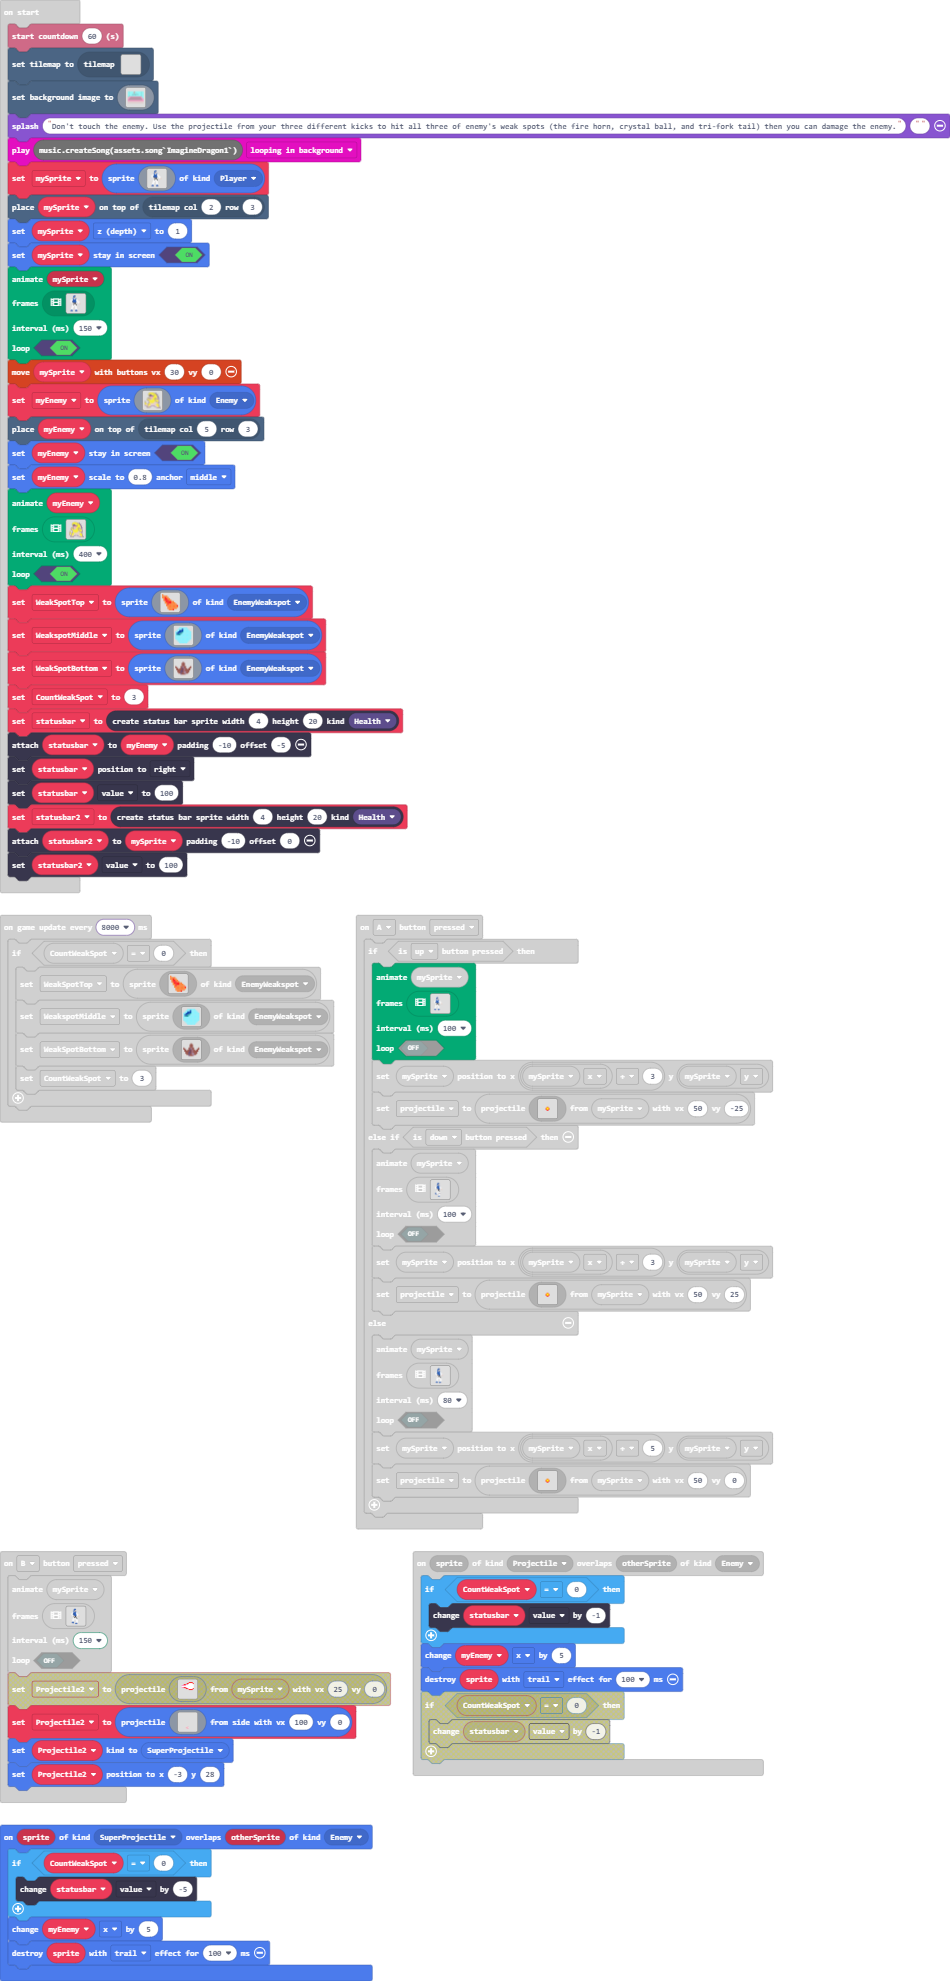 on start
start countdown 60 (s)
set tilemap to tilemap
set background image to
splash "Don't touch the enemy. Use the projectile from your three different kicks to hit all three of enemy's weak spots (the fire horn, crystal ball, and tri-fork tail) then you can damage the enemy." ""
play music.createSong(assets.song`ImagineDragon1`) looping in background
set mySprite to sprite of kind Player
place mySprite on top of tilemap col 2 row 3
set mySprite z (depth) to 1
set mySprite stay in screen ON
animate mySprite
frames
interval (ms) 150
loop ON
move mySprite with buttons vx 30 vy 0
set myEnemy to sprite of kind Enemy
place myEnemy on top of tilemap col 5 row 3
set myEnemy stay in screen ON
set myEnemy scale to 0.8 anchor middle
animate myEnemy
frames
interval (ms) 400
loop ON
set WeakSpotTop to sprite of kind EnemyWeakspot
set WeakspotMiddle to sprite of kind EnemyWeakspot
set WeakSpotBottom to sprite of kind EnemyWeakspot
set CountWeakSpot to 3
set statusbar to create status bar sprite width 4 height 20 kind Health
attach statusbar to myEnemy padding -10 offset -5
set statusbar position to right
set statusbar value to 100
set statusbar2 to create status bar sprite width 4 height 20 kind Health
attach statusbar2 to mySprite padding -10 offset 0
set statusbar2 value to 100
on game update every 8000 ms
if CountWeakSpot = 0 then
set WeakSpotTop to sprite of kind EnemyWeakspot
set WeakspotMiddle to sprite of kind EnemyWeakspot
set WeakSpotBottom to sprite of kind EnemyWeakspot
set CountWeakSpot to 3
on A button pressed
if is up button pressed then
animate mySprite
frames
interval (ms) 100
loop OFF
set mySprite position to x mySprite x + 3 y mySprite y
set projectile to projectile from mySprite with vx 50 vy -25
else if is down button pressed then
animate mySprite
frames
interval (ms) 100
loop OFF
set mySprite position to x mySprite x + 3 y mySprite y
set projectile to projectile from mySprite with vx 50 vy 25
else
animate mySprite
frames
interval (ms) 80
loop OFF
set mySprite position to x mySprite x + 5 y mySprite y
set projectile to projectile from mySprite with vx 50 vy 0
on B button pressed
animate mySprite
frames
interval (ms) 150
loop OFF
set Projectile2 to projectile from mySprite with vx 25 vy 0
set Projectile2 to projectile from side with vx 100 vy 0
set Projectile2 kind to SuperProjectile
set Projectile2 position to x -3 y 28
on sprite of kind Projectile overlaps otherSprite of kind Enemy
if CountWeakSpot = 0 then
change statusbar value by -1
change myEnemy x by 5
destroy sprite with trail effect for 100 ms
if CountWeakSpot = 0 then
change statusbar value by -1
on sprite of kind SuperProjectile overlaps otherSprite of kind Enemy
if CountWeakSpot = 0 then
change statusbar value by -5
change myEnemy x by 5
destroy sprite with trail effect for 100 ms